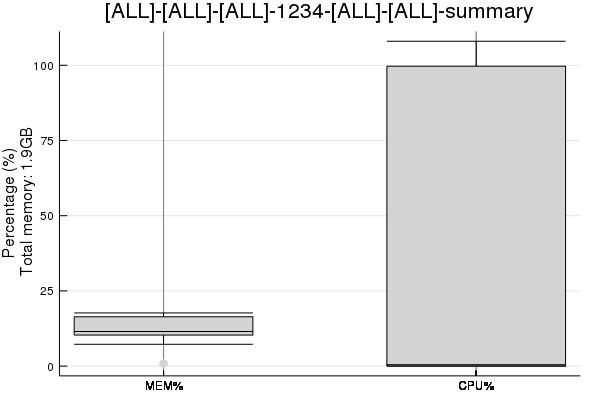 [ALL]-[ALL]-[ALL]-1234-[ALL]-[ALL]-summary
Percentage (%)
Total memory: 1.9GB
100
75
50
25
0
MEM%
CPU%